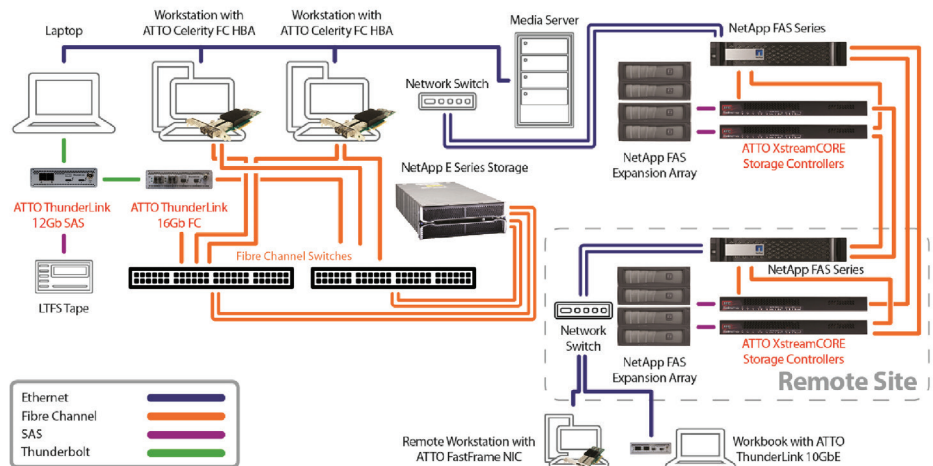 Laptop
Workstation with
ATTO Celerity FC HBA
Workstation with
ATTO Celerity FC HBA
Media Server
NetApp FAS Series
Network Switch
NetApp FAS
Expansion Array
ATTO XstreamCORE
Storage Controllers
NetApp E Series Storage
ATTO ThunderLink
12Gb SAS
ATTO ThunderLink
16Gb FC
Fibre Channel Switches
LTFS Tape
NetApp FAS Series
Network
Switch
NetApp FAS
Expansion Array
ATTO XstreamCORE
Storage Controllers
Remote Site
Ethernet
Fibre Channel
SAS
Thunderbolt
Remote Workstation with
ATTO FastFrame NIC
Workbook with ATTO
ThunderLink 10GbE